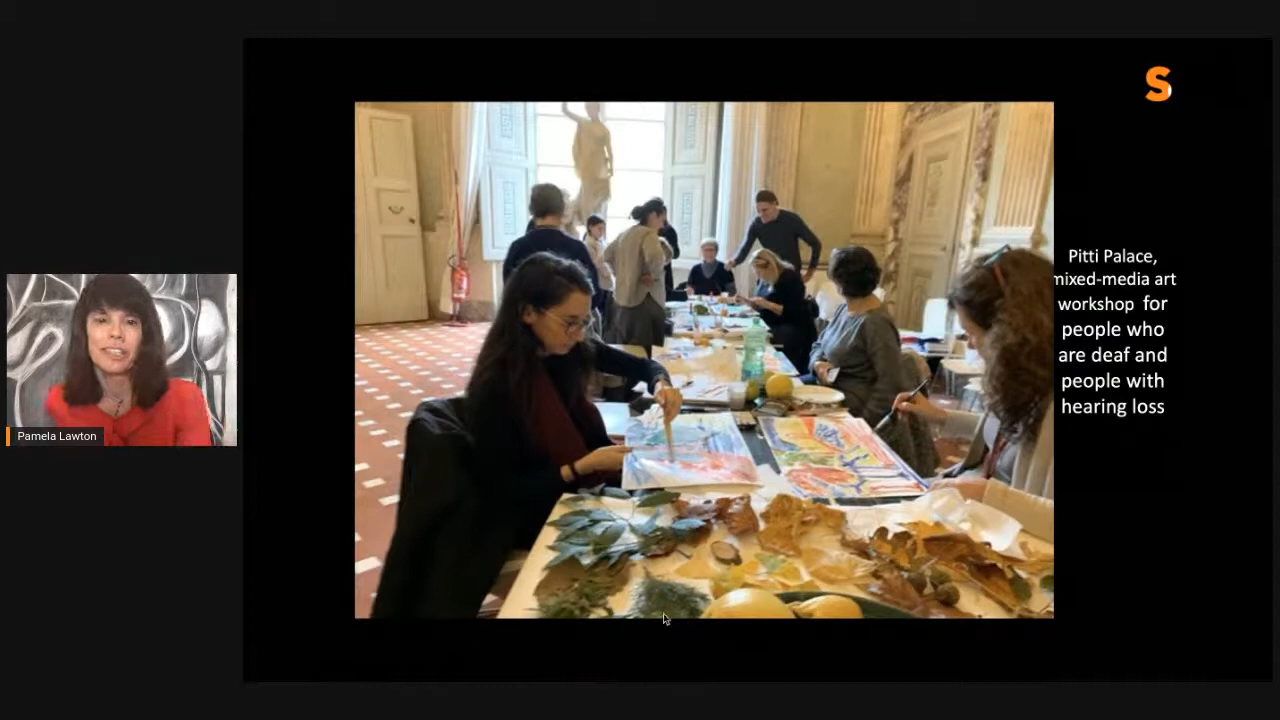 S
Pitti Palace,
mixed-media art
workshop for
people who
are deaf and
people with
hearing loss
Pamela Lawton